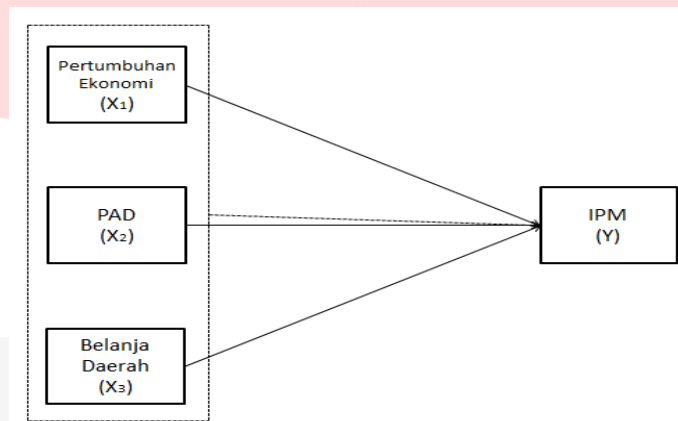 Pertumbuhan
Ekonomi
(X₁)
PAD
(X₂)
IPM
(Y)
Belanja
Daerah
(X₃)